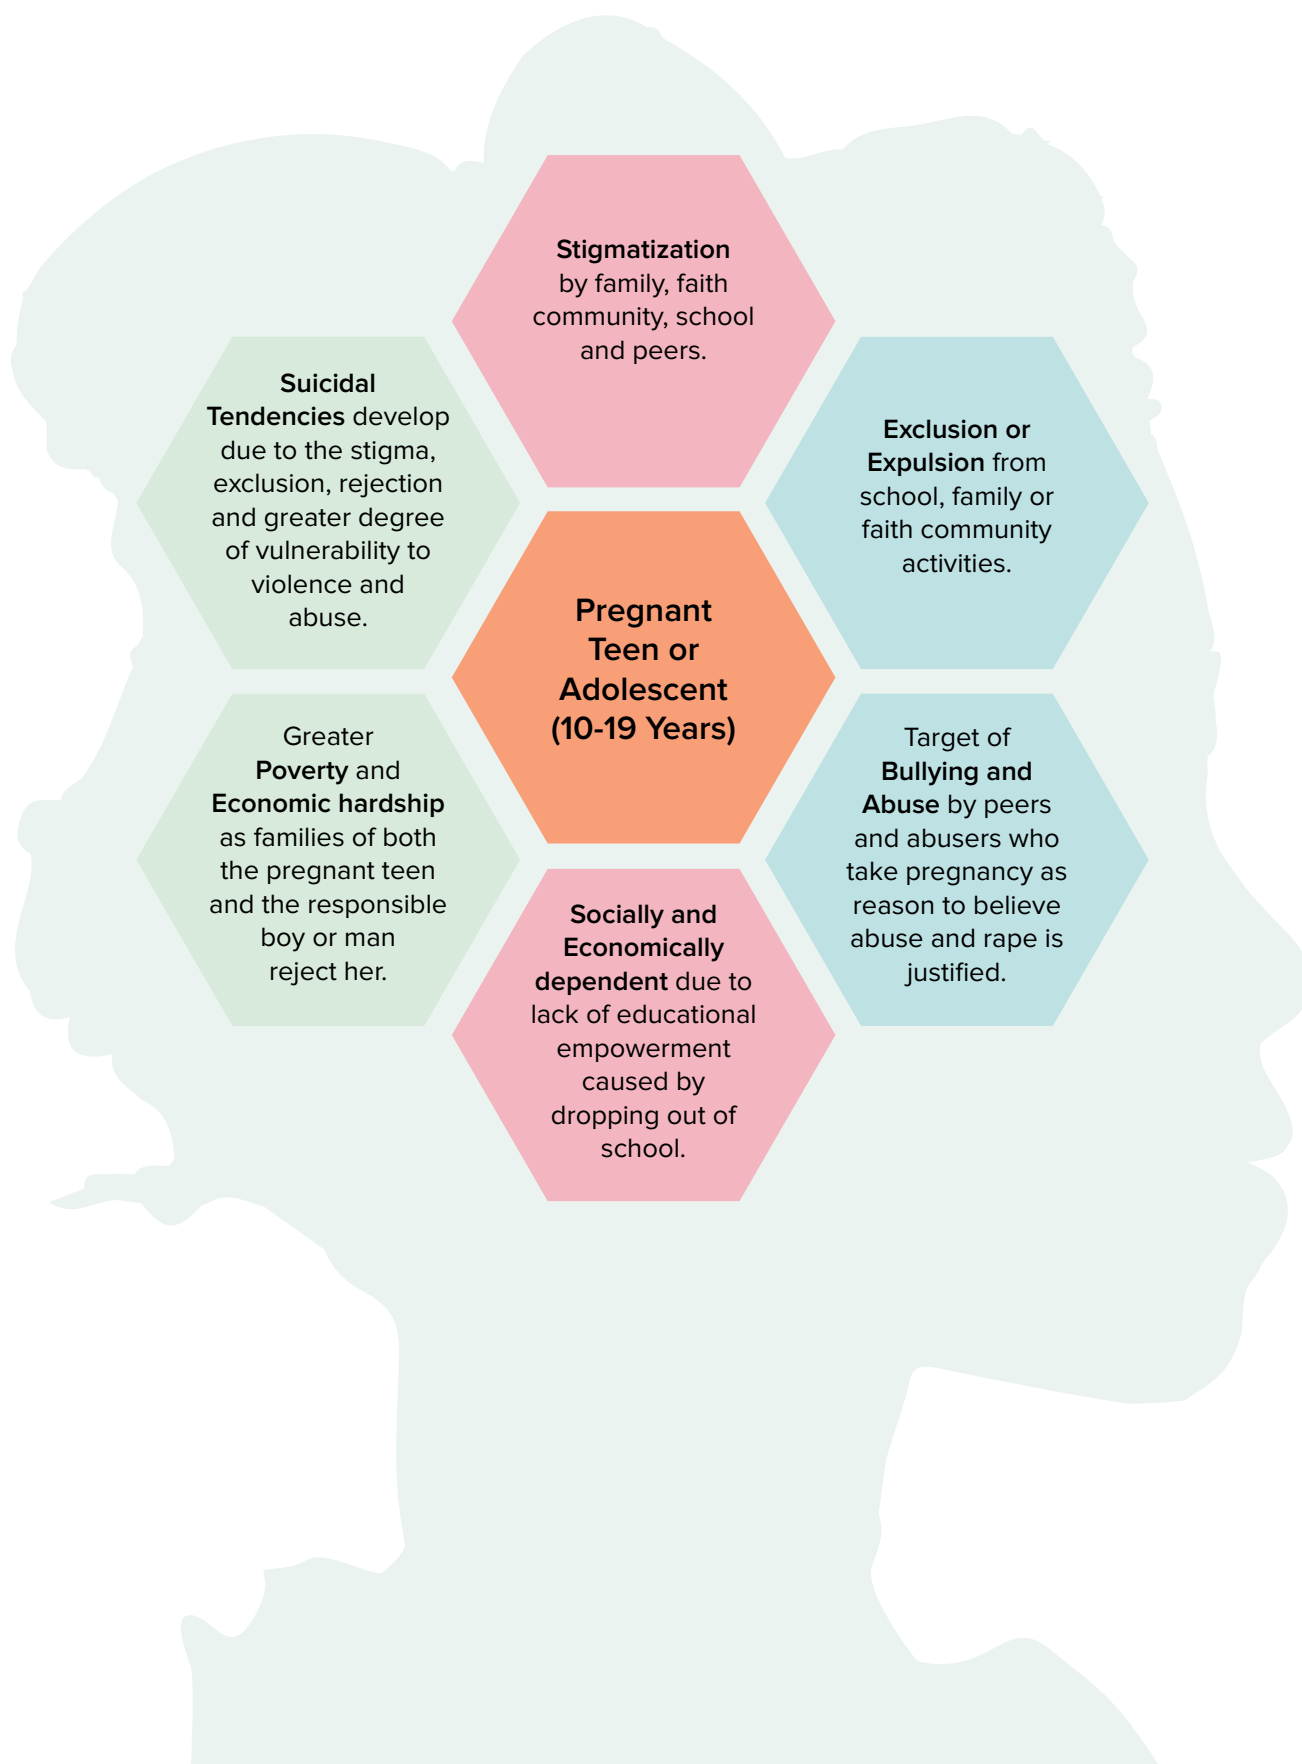 Stigmatization
by family, faith
community, school
and peers.
Suicidal
Tendencies develop
due to the stigma,
exclusion, rejection
and greater degree
of vulnerability to
violence and
abuse.
Exclusion or
Expulsion from
school, family or
faith community
activities.
Pregnant
Teen or
Adolescent
(10-19 Years)
Greater
Poverty and
Economic hardship
as families of both
the pregnant teen
and the responsible
boy or man
reject her.
Target of
Bullying and
Abuse by peers
and abusers who
take pregnancy as
reason to believe
abuse and rape is
justified.
Socially and
Economically
dependent due to
lack of educational
empowerment
caused by
dropping out of
school.